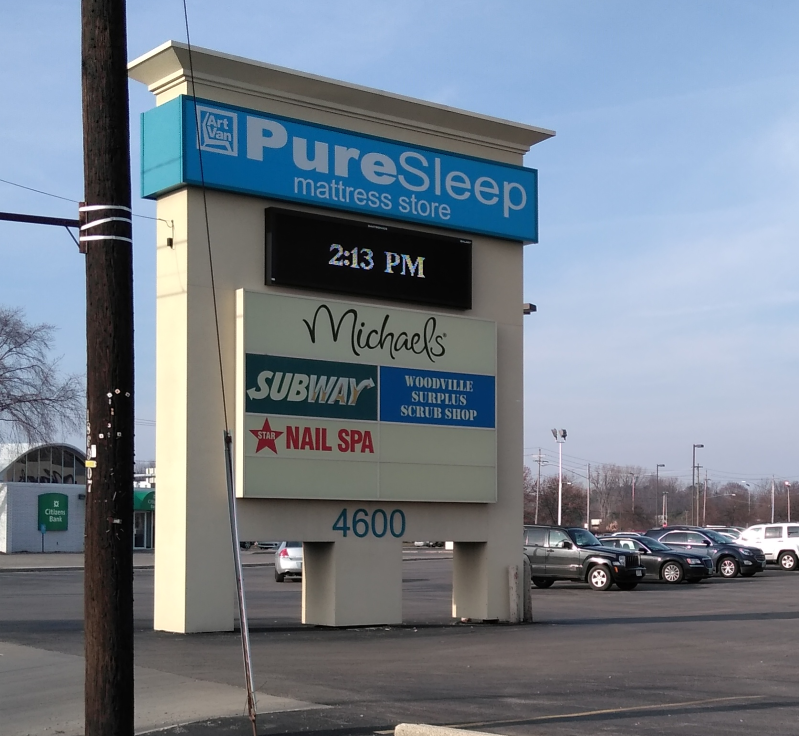 Art
Van
PureSleep
mattress store
2:13 PM
Michaels
SUBWAY
WOODVILLE
SURPLUS
SCRUB SHOP
STAR
NAIL SPA
4600
Citizens
Bank